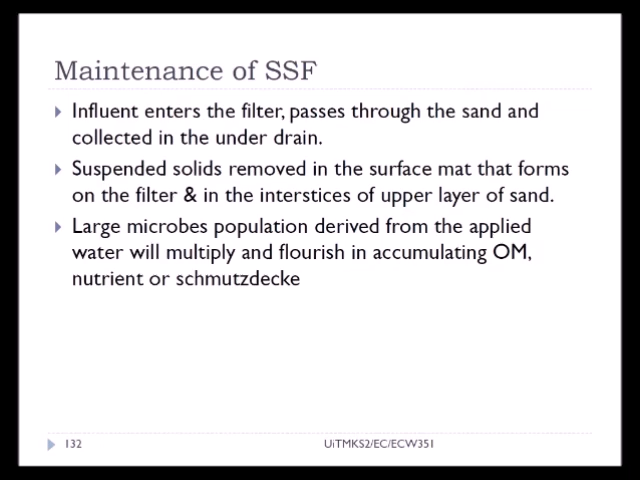 Maintenance of SSF
Influent enters the filter, passes through the sand and
collected in the under drain.
Suspended solids removed in the surface mat that forms
on the filter & in the interstices of upper layer of sand.
Large microbes population derived from the applied
water will multiply and flourish in accumulating OM,
nutrient or schmutzdecke
132
UiTMKS2/EC/ECW351